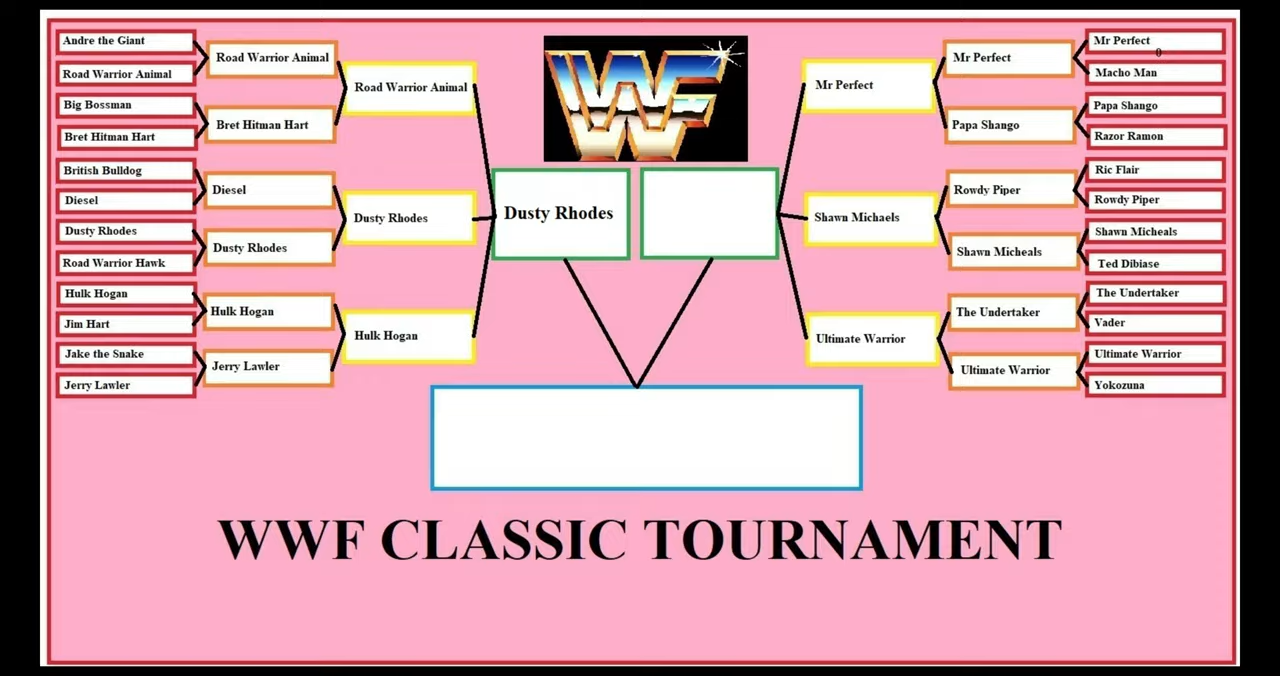 Andre the Giant
Road Warrior Animal
Big Bossman
Bret Hitman Hart
British Bulldog
Diesel
Dusty Rhodes
Road Warrior Hawk
Hulk Hogan
Jim Hart
Jake the Snake
Jerry Lawler
Road Warrior Animal
Bret Hitman Hart
Diesel
Dusty Rhodes
Hulk Hogan
Jerry Lawler
Road Warrior Animal
Dusty Rhodes
Hulk Hogan
Dusty Rhodes
WWF
Mr Perfect
Shawn Michaels
Ultimate Warrior
Mr Perfect
Papa Shango
Rowdy Piper
Shawn Micheals
The Undertaker
Ultimate Warrior
Mr Perfect
Macho Man
Papa Shango
Razor Ramon
Ric Flair
Rowdy Piper
Shawn Micheals
Ted Dibiase
The Undertaker
Vader
Ultimate Warrior
Yokozuna
WWF CLASSIC TOURNAMENT